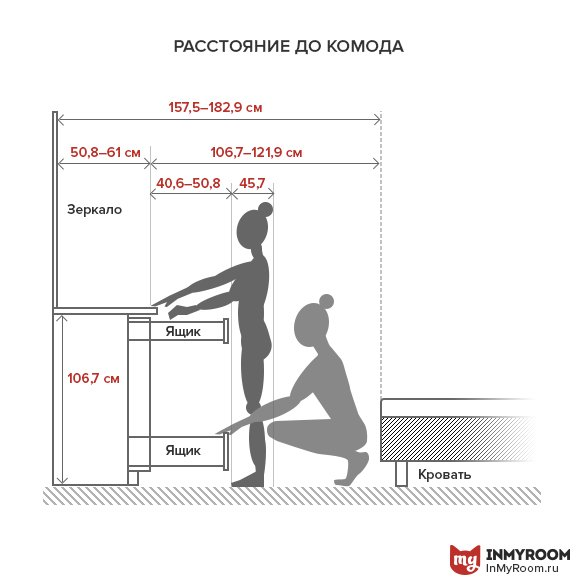 РАССТОЯНИЕ ДО КОМОДА
157,5–182,9 см
50,8–61 см
106,7–121,9 см
40,6–50,8
45,7
Зеркало
Ящик
106,7 см
Ящик
Кровать
my INMYROOM
InMyRoom.ru